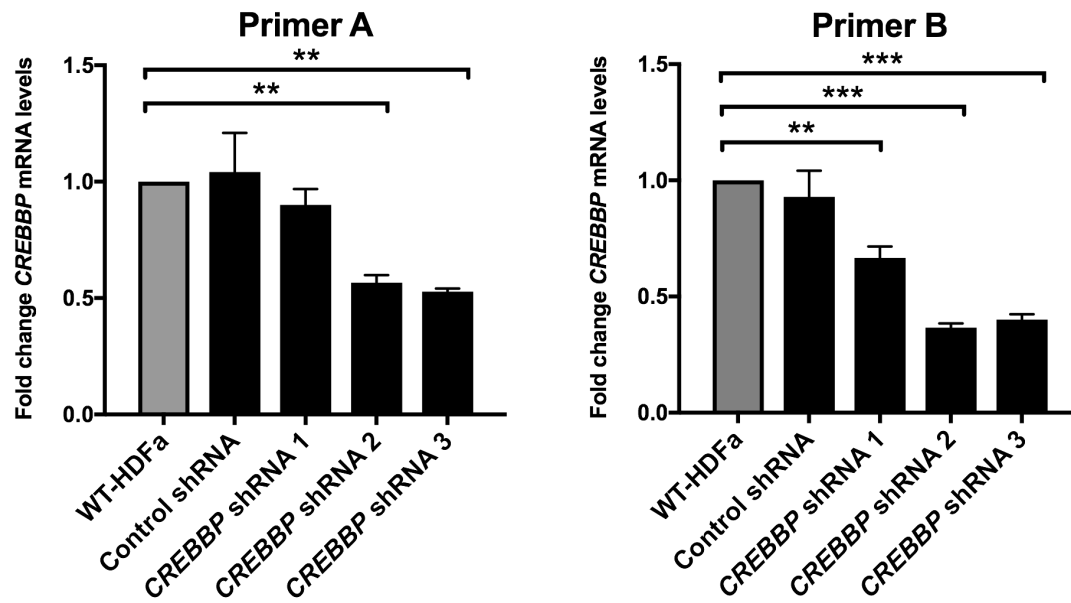 Primer A
Fold change CREBBP mRNA levels
1.5
1.0
0.5
0.0
**
**
WT-HDFa
Control shRNA
CREBBP shRNA 1
CREBBP shRNA 2
CREBBP shRNA 3
Primer B
Fold change CREBBP mRNA levels
1.5
1.0
0.5
0.0
***
***
**
WT-HDFa
Control shRNA
CREBBP shRNA 1
CREBBP shRNA 2
CREBBP shRNA 3